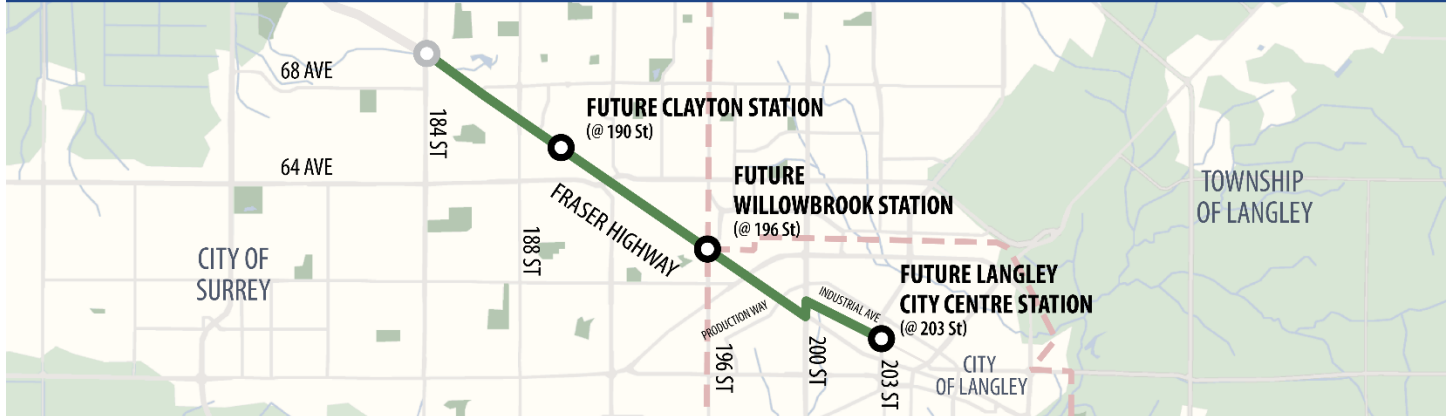 68 AVE
184 ST
FUTURE CLAYTON STATION
(@ 190 St)
64 AVE
FUTURE
WILLOWBROOK STATION
(@ 196 St)
TOWNSHIP
OF LANGLEY
FRASER HIGHWAY
188 ST
CITY OF
SURREY
FUTURE LANGLEY
CITY CENTRE STATION
(@ 203 St)
INDUSTRIAL AVE
PRODUCTION WAY
196 ST
200 ST
203 ST
CITY
OF LANGLEY